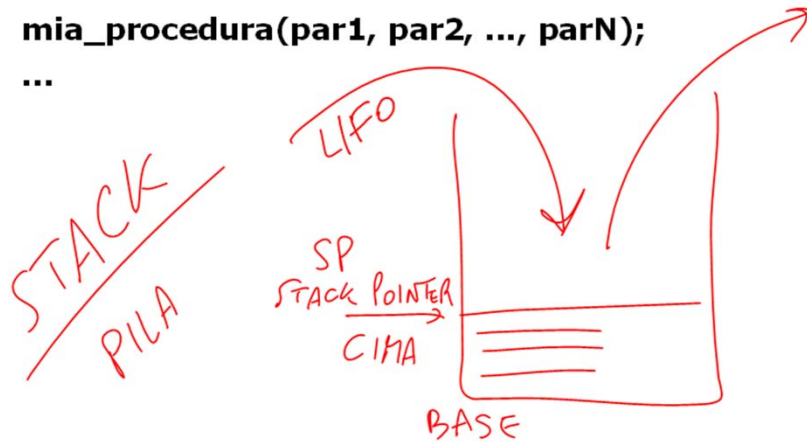 mia_procedura(par1, par2, ..., parN);
...
LIFO
STACK
PILA
SP
STACK POINTER
CIMA
BASE